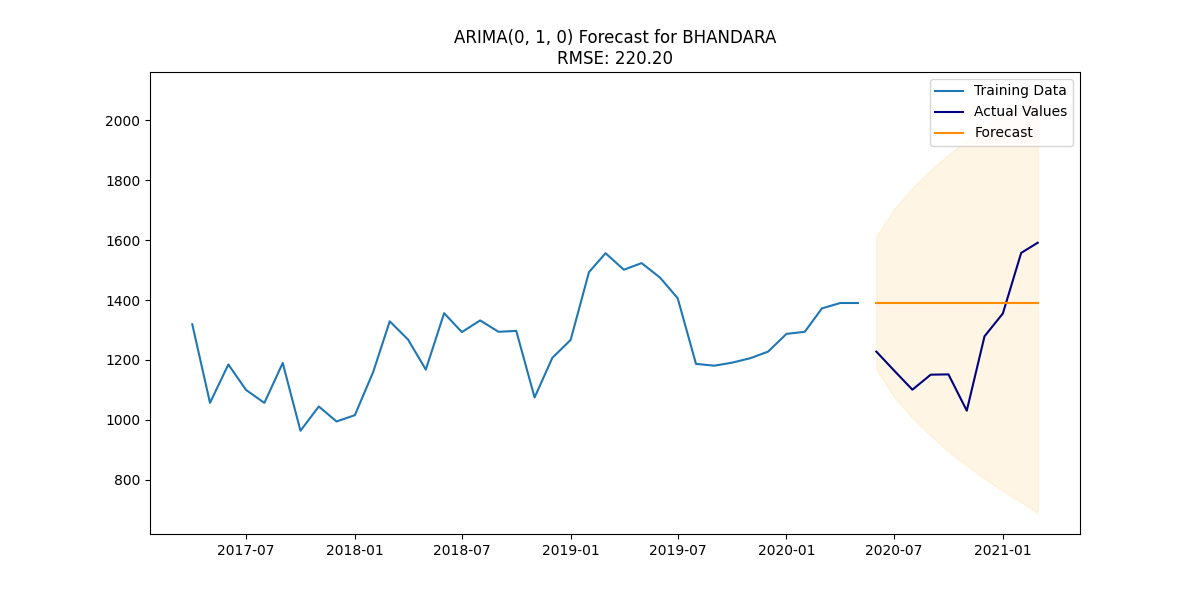 ARIMA(0, 1, 0) Forecast for BHANDARA
RMSE: 220.20
Training Data
Actual Values
Forecast
2000
1800
1600
1400
1200
1000
800
2017-07 2018-01 2018-07 2019-01 2019-07 2020-01 2020-07 2021-01